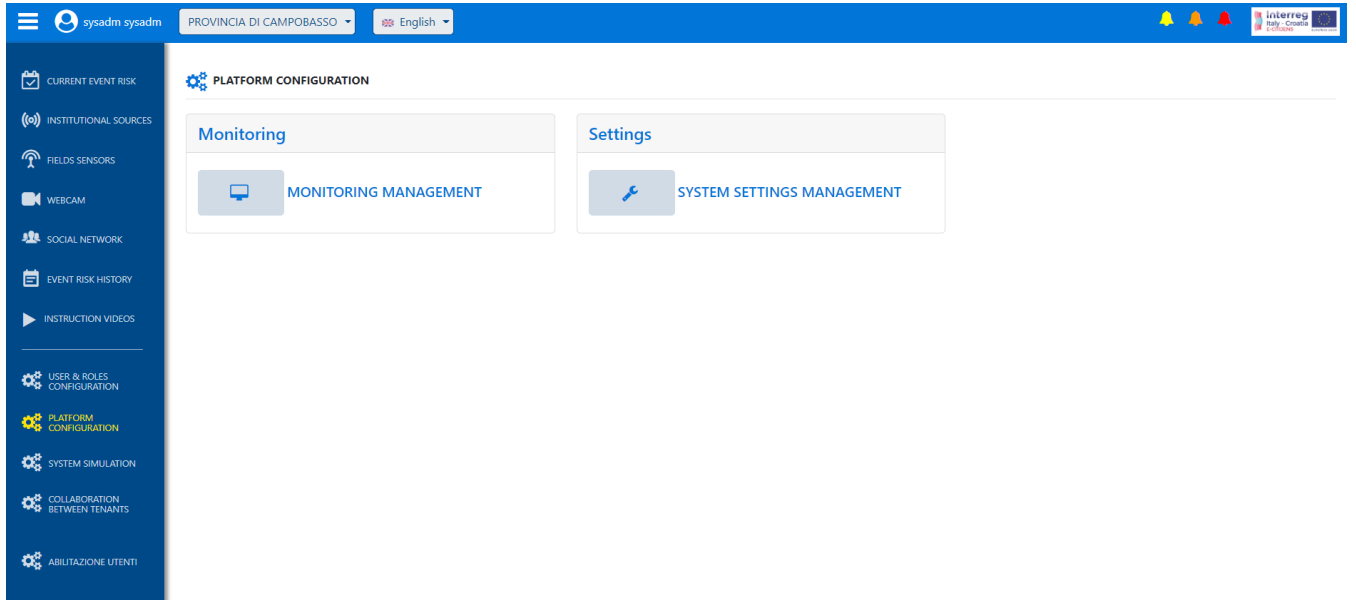 sysadm sysadm
PROVINCIA DI CAMPOBASSO
English
interreg
Italy - Croatia
E-CITIJENS
CURRENT EVENT RISK
INSTITUTIONAL SOURCES
FIELDS SENSORS
WEBCAM
SOCIAL NETWORK
EVENT RISK HISTORY
INSTRUCTION VIDEOS
USER & ROLES
CONFIGURATION
PLATFORM
CONFIGURATION
SYSTEM SIMULATION
COLLABORATION
BETWEEN TENANTS
ABILITAZIONE UTENTI
PLATFORM CONFIGURATION
Monitoring
MONITORING MANAGEMENT
Settings
SYSTEM SETTINGS MANAGEMENT